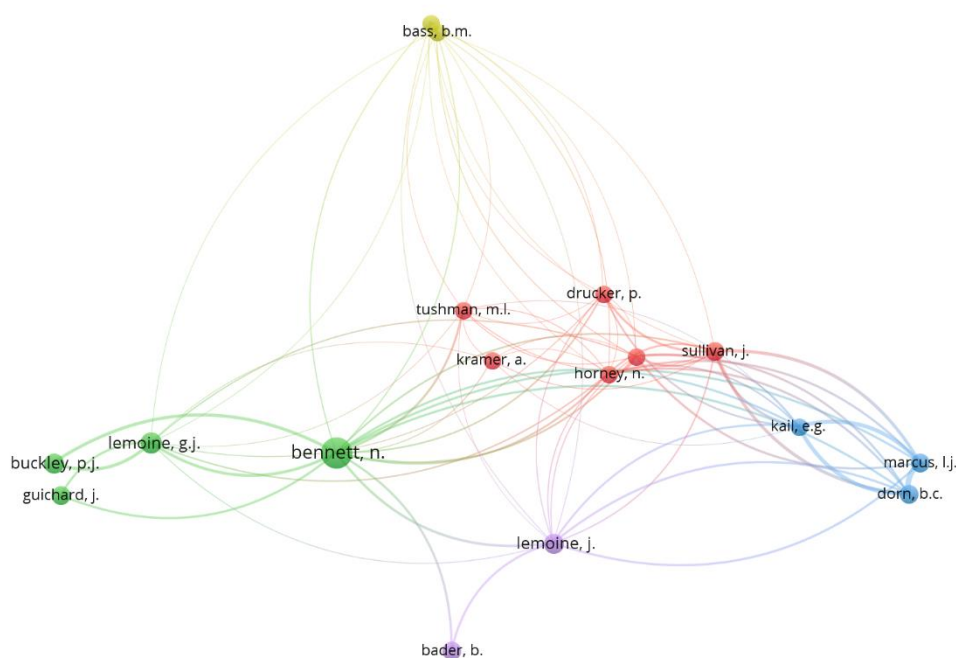 bass, b.m.
drucker, p.
tushman, m.l.
sullivan, j.
kramer, a.
horney, n.
kail, e.g.
lemoine, g.j.
bennett, n.
buckley, p.j.
marcus, l.j.
guichard, j.
dorn, b.c.
lemoine, j.
bader, b.